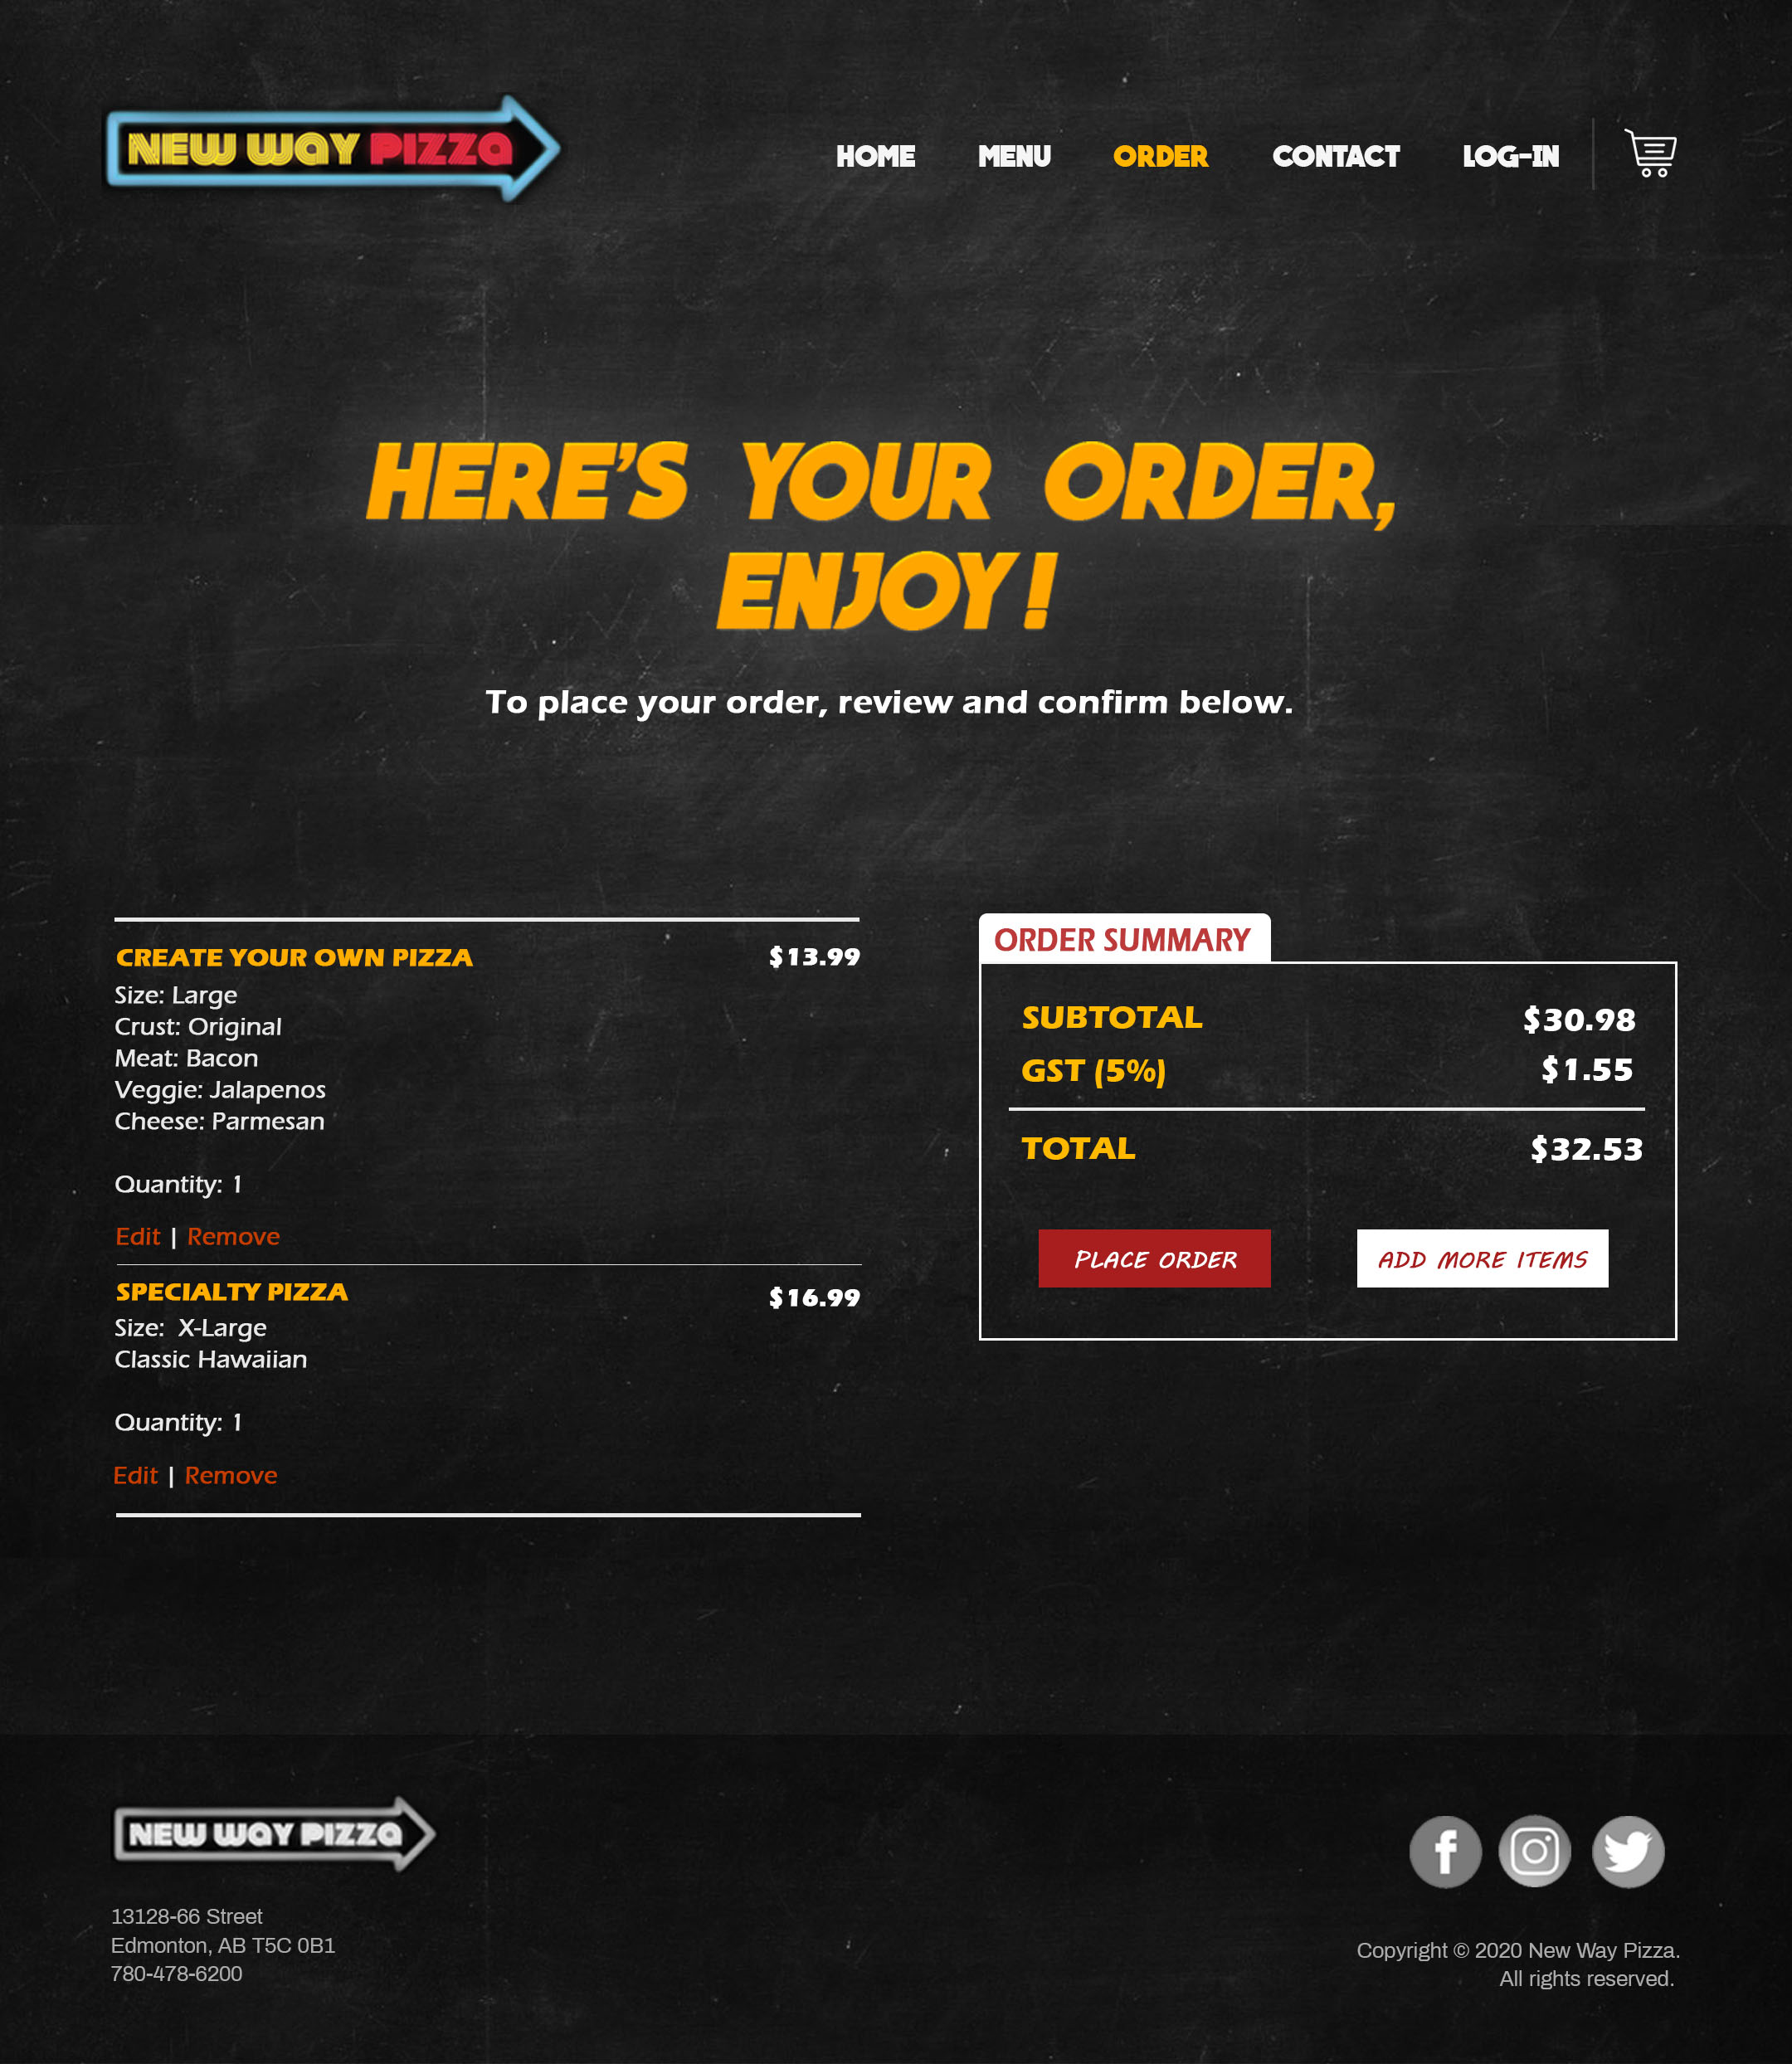 NEW WAY PIZZA
HOME MENU ORDER CONTACT LOG-IN
HERE'S YOUR ORDER,
ENJOY!
To place your order, review and confirm below.
CREATE YOUR OWN PIZZA $13.99
Size: Large
Crust: Original
Meat: Bacon
Veggie: Jalapenos
Cheese: Parmesan
Quantity: 1
Edit | Remove
SPECIALTY PIZZA $16.99
Size: X-Large
Classic Hawaiian
Quantity: 1
Edit | Remove
ORDER SUMMARY
SUBTOTAL $30.98
GST (5%) $1.55
TOTAL $32.53
PLACE ORDER ADD MORE ITEMS
NEW WAY PIZZA
13128-66 Street
Edmonton, AB T5C 0B1
780-478-6200
Copyright © 2020 New Way Pizza.
All rights reserved.